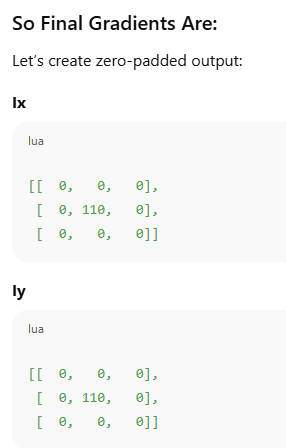 So Final Gradients Are:
Let's create zero-padded output:
Ix
lua
[[  0,   0,   0],
 [  0, 110,   0],
 [  0,   0,   0]]
Iy
lua
[[  0,   0,   0],
 [  0, 110,   0],
 [  0,   0,   0]]